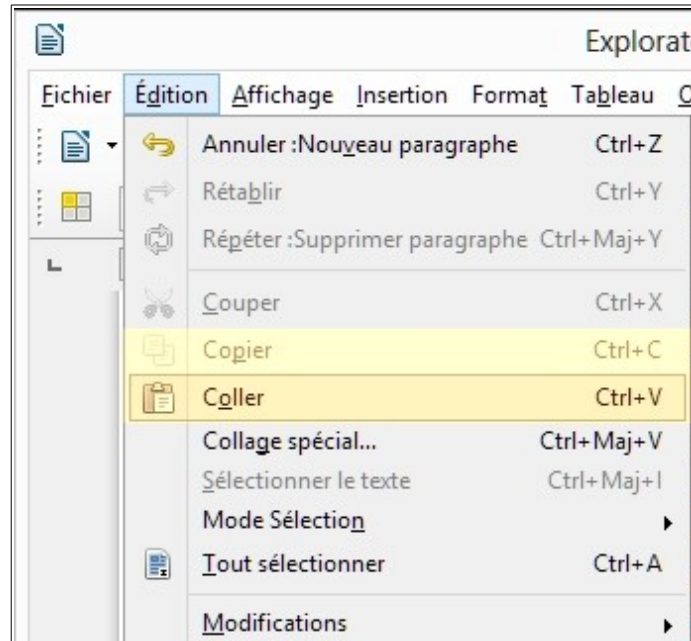 Explorat
Fichier Édition Affichage Insertion Format Tableau
Annuler :Nouveau paragraphe Ctrl+Z
Rétablir Ctrl+Y
Répéter :Supprimer paragraphe Ctrl+Maj+Y
Couper Ctrl+X
Copier Ctrl+C
Coller Ctrl+V
Collage spécial... Ctrl+Maj+V
Sélectionner le texte Ctrl+Maj+I
Mode Sélection
Tout sélectionner Ctrl+A
Modifications